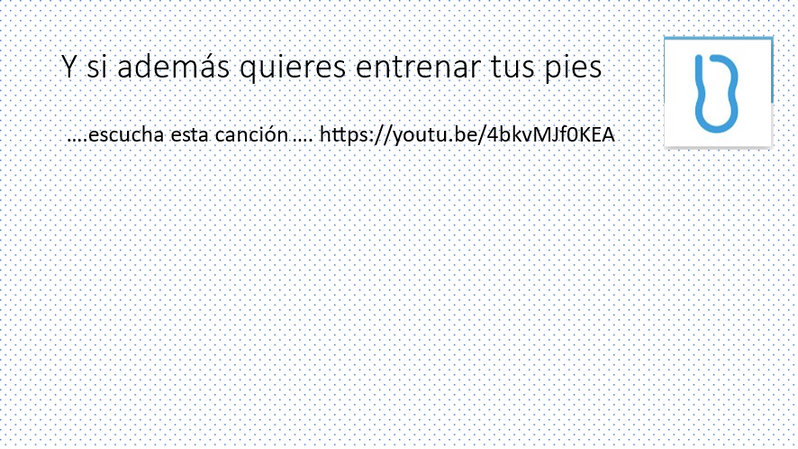 Y si además quieres entrenar tus pies
....escucha esta canción .... https://youtu.be/4bkvMJf0KEA